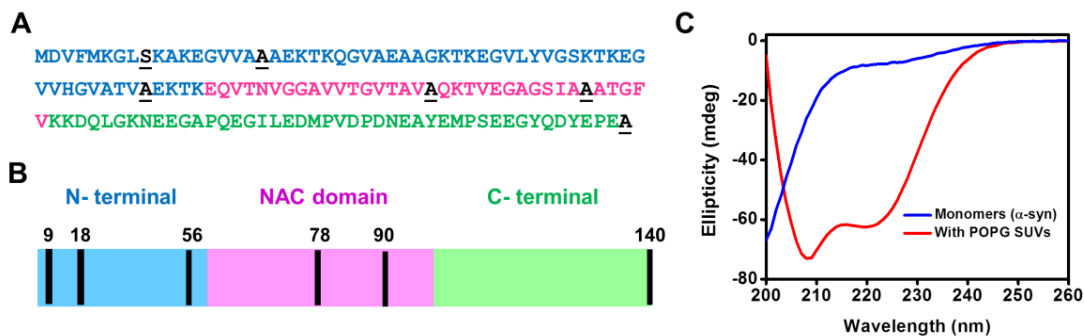 A
MDVFMKGLSKAKEGVVAAAEKTKQGVAEAAGKTKEGVLYVGSKTKEG
VVHGVATVAEKTKEQVTNVGGAVVTGVTAVAQKTVEGAGSIAAATGF
VKKDQLGKNEEGAPQEGILEDMPVDPDNEAYEMPSEEGYQDYEPEA
B
N- terminal NAC domain C- terminal
9 18 56 78 90 140
C
Ellipticity (mdeg)
0
-20
-40
-60
-80
Monomers (α-syn)
With POPG SUVs
200 210 220 230 240 250 260
Wavelength (nm)